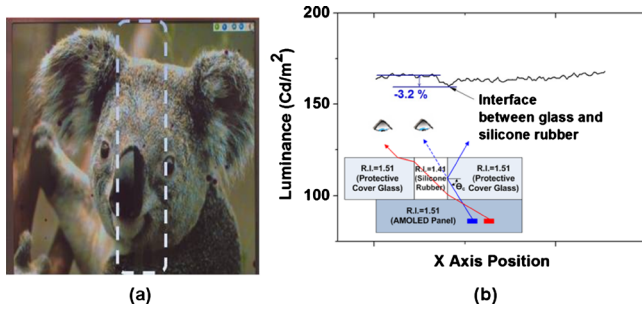 200
150
100
Luminance (Cd/m²)
-3.2 %
Interface
between glass and
silicone rubber
R.I.=1.51
(Protective
Cover Glass)
R.I.=1.41
(Silicone
Rubber)
θc
R.I.=1.51
(Protective
Cover Glass)
R.I.=1.51
(AMOLED Panel)
X Axis Position
(a)
(b)